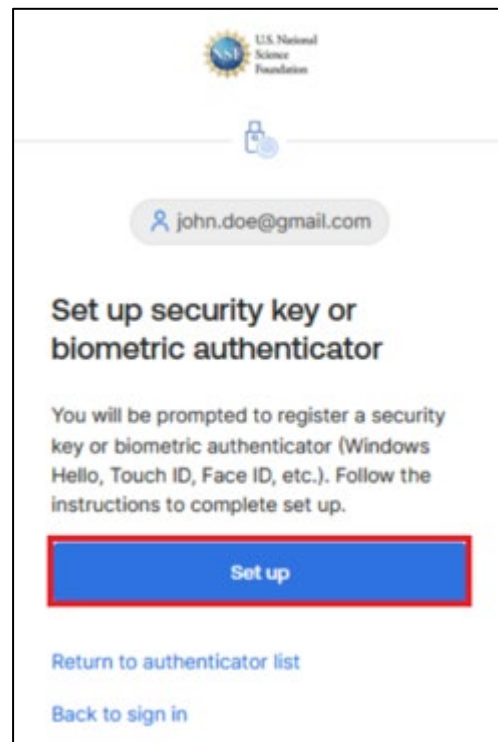 NSF
U.S. National
Science
Foundation
john.doe@gmail.com
Set up security key or
biometric authenticator
You will be prompted to register a security
key or biometric authenticator (Windows
Hello, Touch ID, Face ID, etc.). Follow the
instructions to complete set up.
Set up
Return to authenticator list
Back to sign in